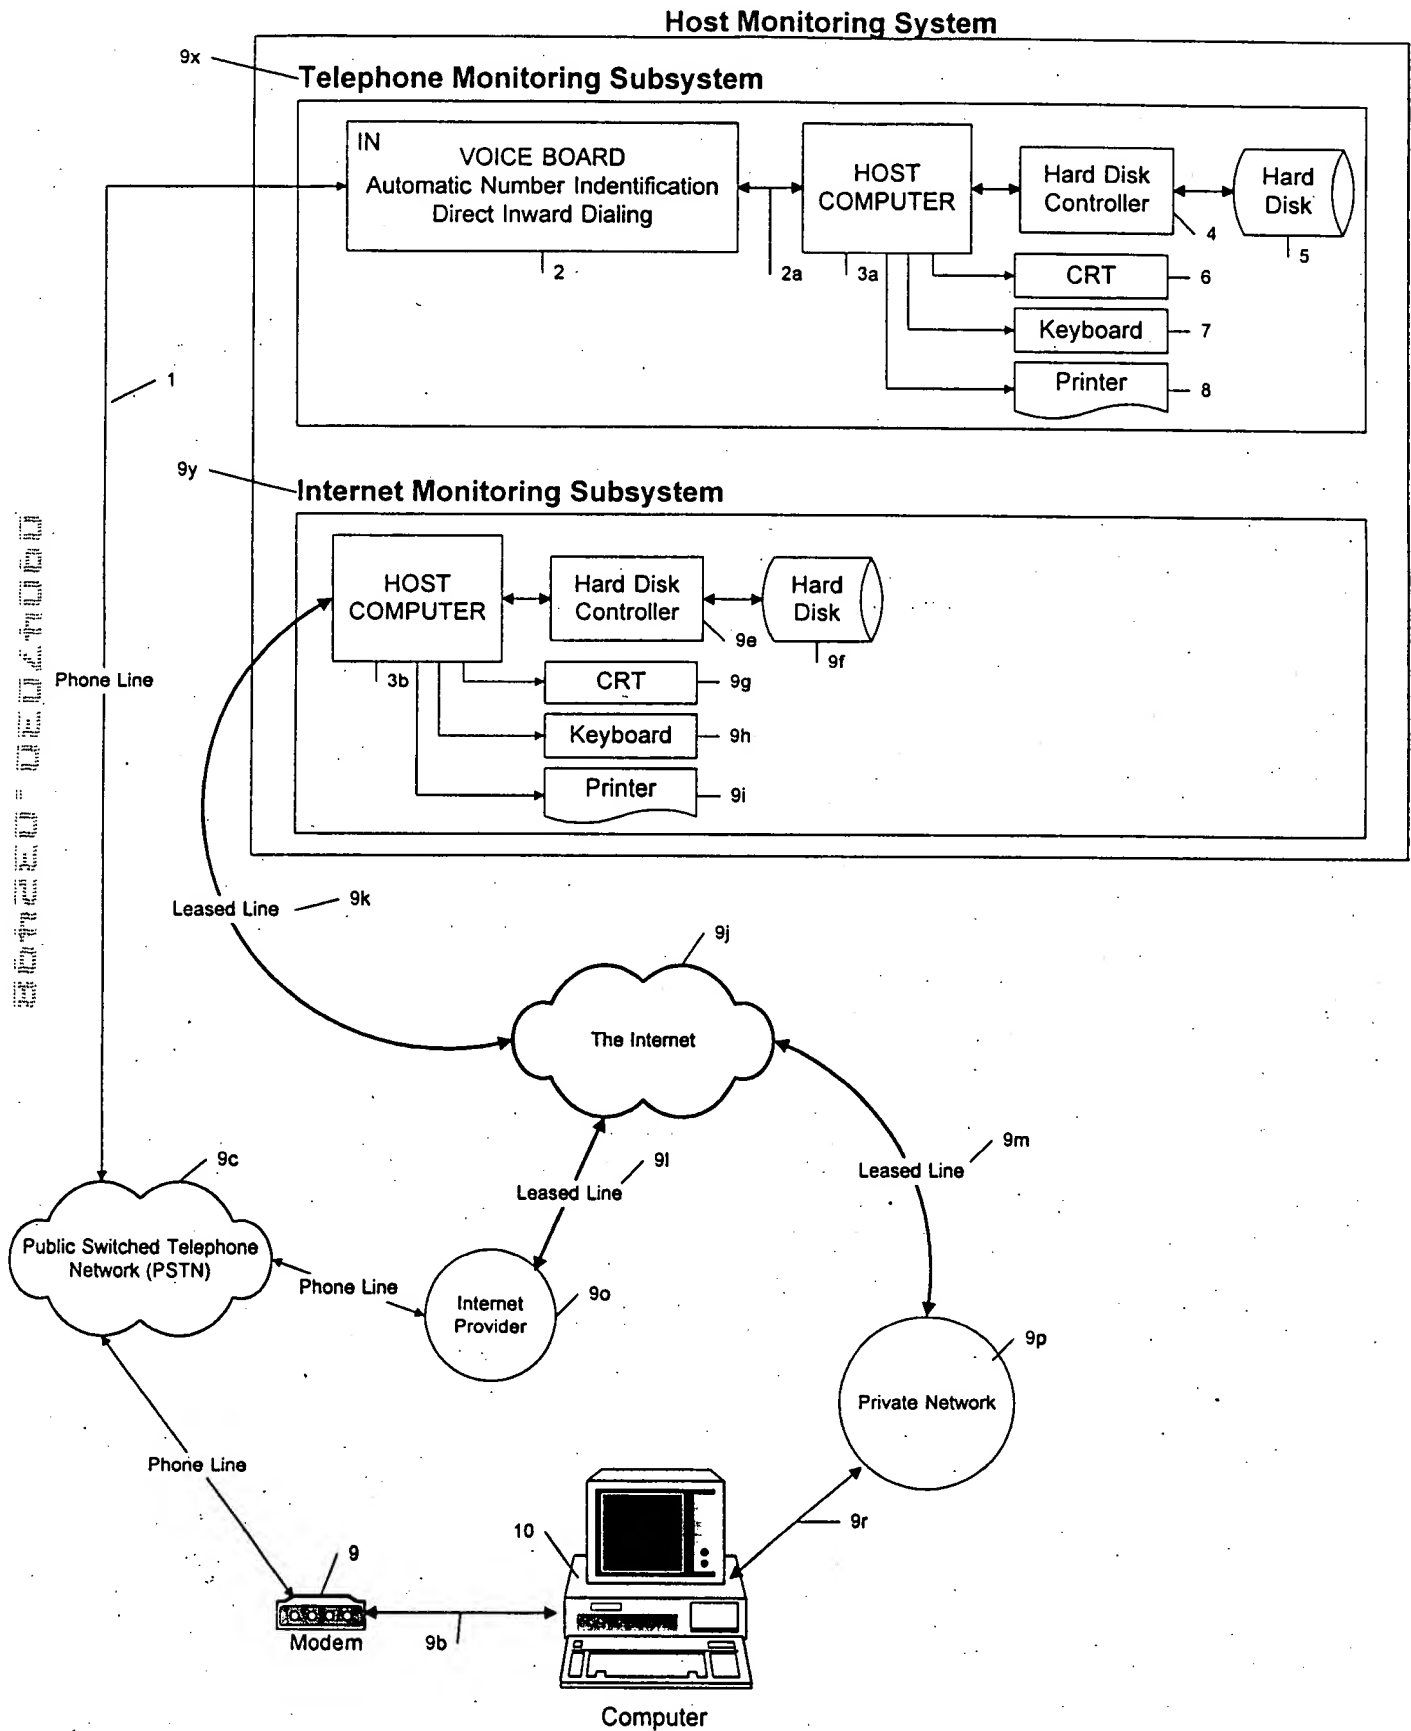 Host Monitoring System
9x
Telephone Monitoring Subsystem
IN
VOICE BOARD
Automatic Number Indentification
Direct Inward Dialing
HOST
COMPUTER
Hard Disk
Controller
Hard
Disk
2
2a
3a
4
5
CRT
6
Keyboard
7
Printer
8
1
9y
Internet Monitoring Subsystem
HOST
COMPUTER
Hard Disk
Controller
Hard
Disk
9e
9f
3b
CRT
9g
Keyboard
9h
Printer
9i
Phone Line
Leased Line
9k
9j
The Internet
9c
9l
Leased Line
9m
Leased Line
Public Switched Telephone
Network (PSTN)
Phone Line
Internet
Provider
9o
9p
Private Network
Phone Line
10
9r
9
Modem
9b
Computer